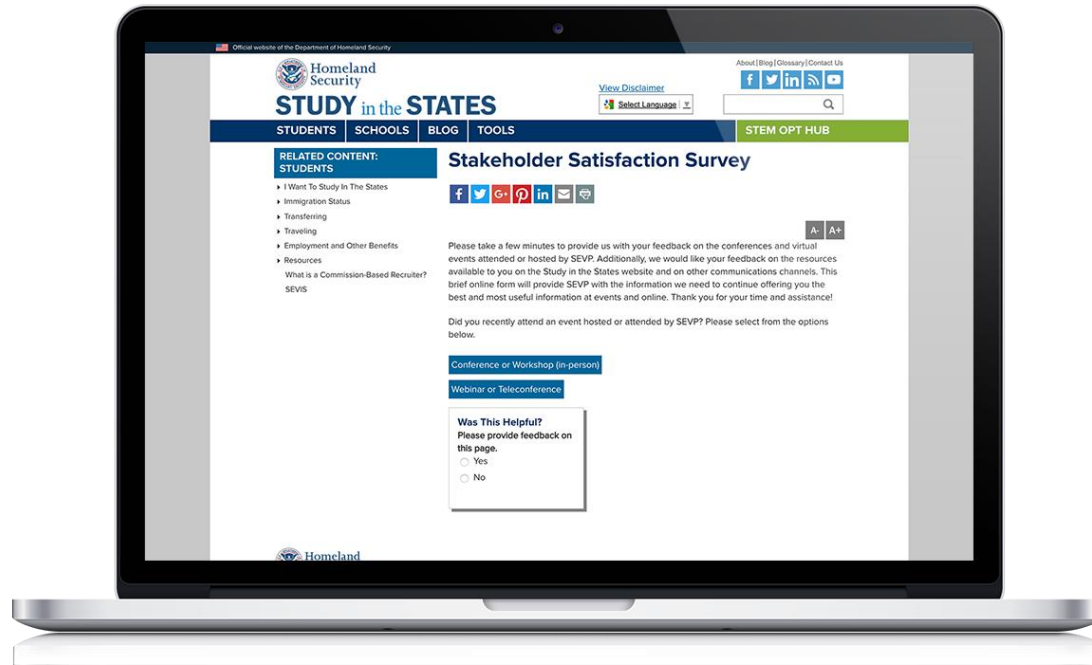 Official website of the Department of Homeland Security
Homeland
Security
STUDY in the STATES
View Disclaimer
Select Language
About | Blog | Glossary | Contact Us
STUDENTS SCHOOLS BLOG TOOLS STEM OPT HUB
RELATED CONTENT:
STUDENTS
I Want To Study In The States
Immigration Status
Transferring
Traveling
Employment and Other Benefits
Resources
What is a Commission-Based Recruiter?
SEVIS
Stakeholder Satisfaction Survey
A- A+
Please take a few minutes to provide us with your feedback on the conferences and virtual
events attended or hosted by SEVP. Additionally, we would like your feedback on the resources
available to you on the Study in the States website and on other communications channels. This
brief online form will provide SEVP with the information we need to continue offering you the
best and most useful information at events and online. Thank you for your time and assistance!
Did you recently attend an event hosted or attended by SEVP? Please select from the options
below.
Conference or Workshop (in-person)
Webinar or Teleconference
Was This Helpful?
Please provide feedback on
this page.
Yes
No
Homeland